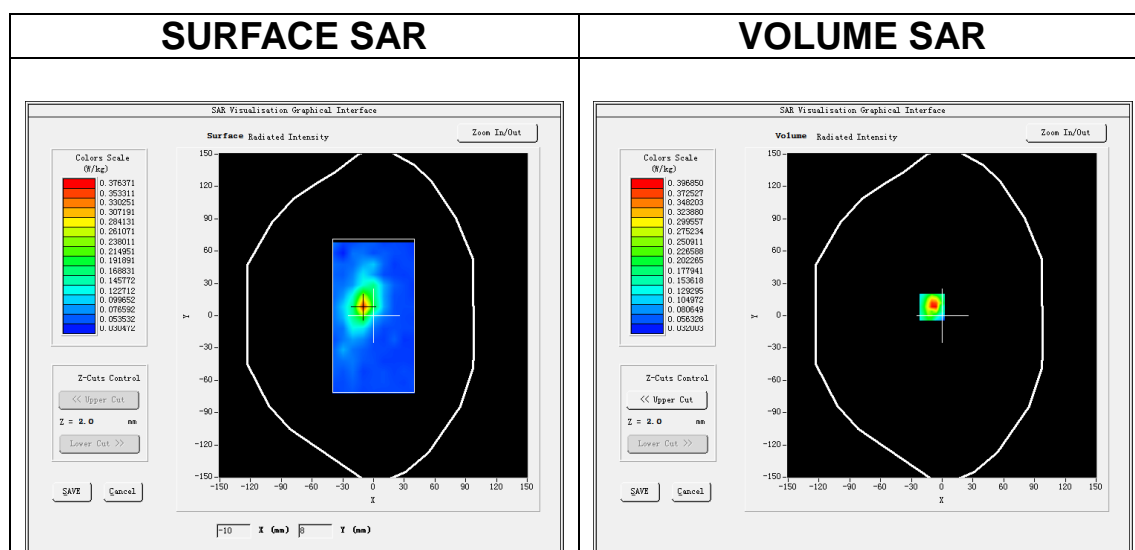 SURFACE SAR
VOLUME SAR
SAR Visualisation Graphical Interface
Surface Radiated Intensity
Zoom In/Out
Colors Scale
(W/kg)
0.376371
0.353311
0.330251
0.307191
0.284131
0.261071
0.238011
0.214951
0.191891
0.168831
0.145772
0.122712
0.099652
0.076592
0.053532
0.030472
Z-Cuts Control
<< Upper Cut
Z = 2.0 mm
Lower Cut >>
SAVE Cancel
150
120
90
60
30
0
-30
-60
-90
-120
-150
Y
-150 -120 -90 -60 -30 0 30 60 90 120 150
X
-10 X (mm) 8 Y (mm)
SAR Visualisation Graphical Interface
Volume Radiated Intensity
Zoom In/Out
Colors Scale
(W/kg)
0.396850
0.372527
0.348203
0.323880
0.299557
0.275234
0.250911
0.226588
0.202265
0.177941
0.153618
0.129295
0.104972
0.080649
0.056326
0.032003
Z-Cuts Control
<< Upper Cut
Z = 2.0 mm
Lower Cut >>
SAVE Cancel
150
120
90
60
30
0
-30
-60
-90
-120
-150
Y
-150 -120 -90 -60 -30 0 30 60 90 120 150
X